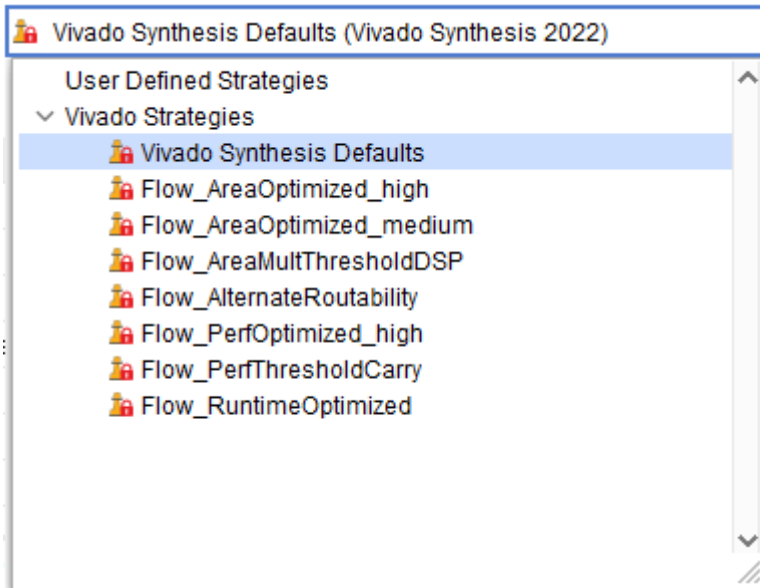 Vivado Synthesis Defaults (Vivado Synthesis 2022)
User Defined Strategies
Vivado Strategies
Vivado Synthesis Defaults
Flow_AreaOptimized_high
Flow_AreaOptimized_medium
Flow_AreaMultThresholdDSP
Flow_AlternateRoutability
Flow_PerfOptimized_high
Flow_PerfThresholdCarry
Flow_RuntimeOptimized